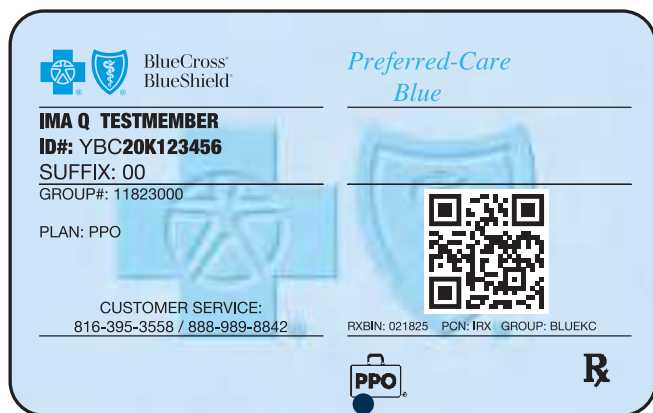 BlueCross®
BlueShield®
Preferred-Care
Blue
IMA Q TESTMEMBER
ID#: YBC20K123456
SUFFIX: 00
GROUP#: 11823000
PLAN: PPO
CUSTOMER SERVICE:
816-395-3558 / 888-989-8842
RXBIN: 021825 PCN: IRX GROUP: BLUEKC
PPO®
Rx